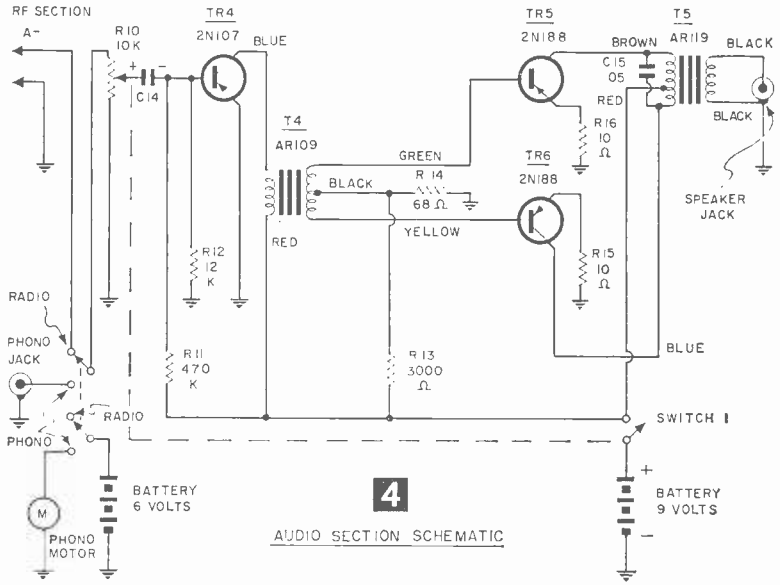 RF SECTION
A-
R10
10K
+
-
C14
TR4
2N107
BLUE
T4
AR109
TR5
2N188
BROWN
C15
05
RED
T5
AR119
BLACK
BLACK
R16
10
Ω
SPEAKER
JACK
GREEN
BLACK
R 14
68 Ω
TR6
2N188
YELLOW
RED
R12
12
K
R15
10
Ω
RADIO
PHONO
JACK
R11
470
K
R13
3000
Ω
BLUE
RADIO
PHONO
SWITCH 1
M
PHONO
MOTOR
BATTERY
6 VOLTS
4
AUDIO SECTION SCHEMATIC
+
BATTERY
9 VOLTS
-